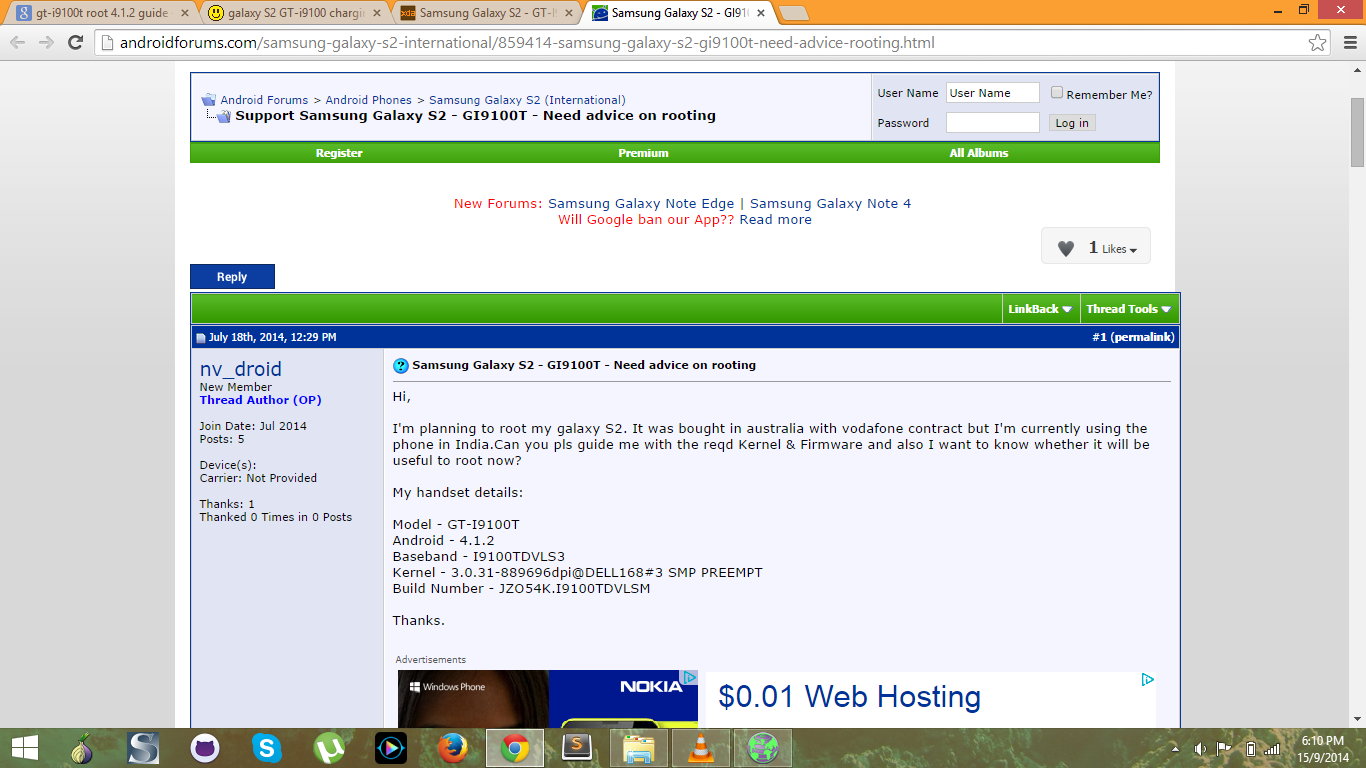 gt-i9100t root 4.1.2 guide
galaxy S2 GT-i9100 chargin
Samsung Galaxy S2 - GT-I
Samsung Galaxy S2 - GI91
androidforums.com/samsung-galaxy-s2-international/859414-samsung-galaxy-s2-gi9100t-need-advice-rooting.html
Android Forums > Android Phones > Samsung Galaxy S2 (International)
Support Samsung Galaxy S2 - GI9100T - Need advice on rooting
User Name User Name Remember Me?
Password Log in
Register Premium All Albums
New Forums: Samsung Galaxy Note Edge | Samsung Galaxy Note 4
Will Google ban our App?? Read more
1 Likes
Reply
LinkBack Thread Tools
July 18th, 2014, 12:29 PM #1 (permalink)
nv_droid
New Member
Thread Author (OP)
Join Date: Jul 2014
Posts: 5
Device(s):
Carrier: Not Provided
Thanks: 1
Thanked 0 Times in 0 Posts
Samsung Galaxy S2 - GI9100T - Need advice on rooting
Hi,
I'm planning to root my galaxy S2. It was bought in australia with vodafone contract but I'm currently using the
phone in India.Can you pls guide me with the reqd Kernel & Firmware and also I want to know whether it will be
useful to root now?
My handset details:
Model - GT-I9100T
Android - 4.1.2
Baseband - I9100TDVLS3
Kernel - 3.0.31-889696dpi@DELL168#3 SMP PREEMPT
Build Number - JZO54K.I9100TDVLSM
Thanks.
Advertisements
Windows Phone
NOKIA
$0.01 Web Hosting
6:10 PM
15/9/2014